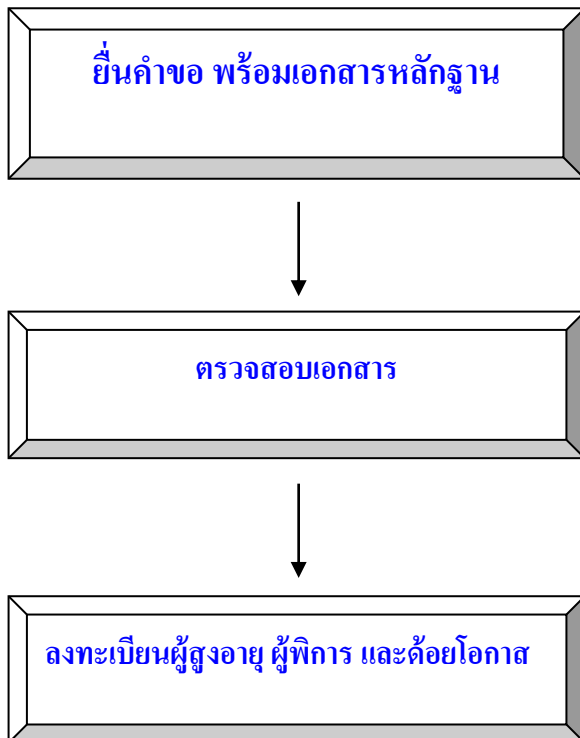 ยื่นคำขอ พร้อมเอกสารหลักฐาน
ตรวจสอบเอกสาร
ลงทะเบียนผู้สูงอายุ ผู้พิการ และด้อยโอกาส